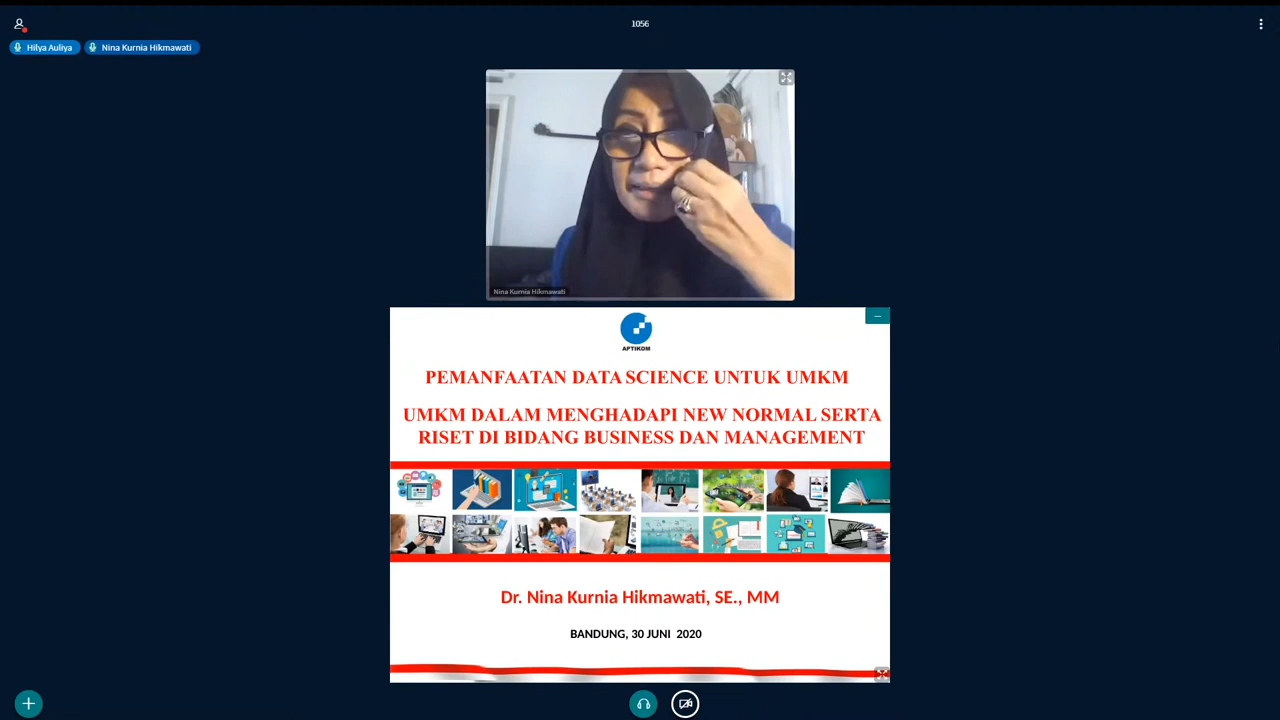 1056
Hilya Auliya
Nina Kurnia Hikmawati
Nina Kurnia Hikmawati
APTIKOM
PEMANFAATAN DATA SCIENCE UNTUK UMKM
UMKM DALAM MENGHADAPI NEW NORMAL SERTA
RISET DI BIDANG BUSINESS DAN MANAGEMENT
Dr. Nina Kurnia Hikmawati, SE., MM
BANDUNG, 30 JUNI 2020